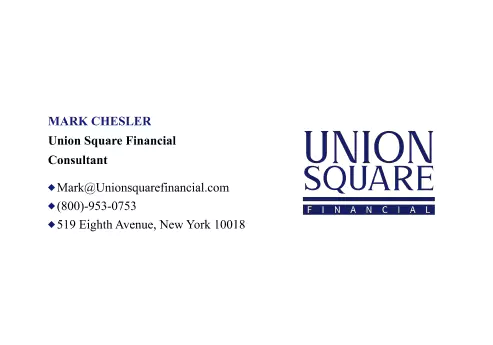 MARK CHESLER
Union Square Financial
Consultant
Mark@Unionsquarefinancial.com
(800)-953-0753
519 Eighth Avenue, New York 10018
UNION
SQUARE
FINANCIAL